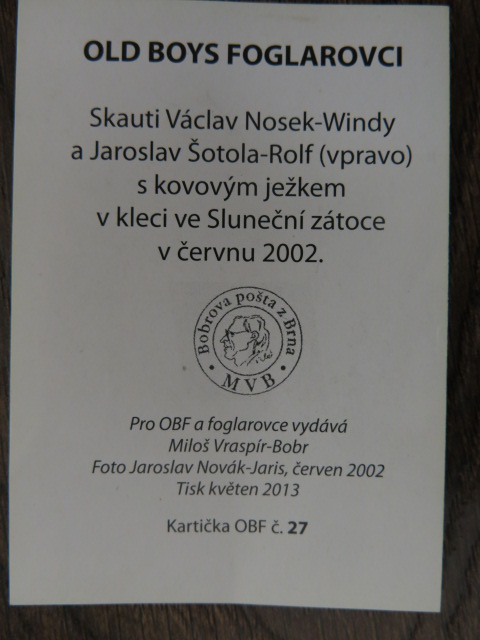 OLD BOYS FOGLAROVCI
Skauti Václav Nosek-Windy
a Jaroslav Šotola-Rolf (vpravo)
s kovovým ježkem
v kleci ve Sluneční zátoce
v červnu 2002.
Bobrova pošta z Brna
• MVB •
Pro OBF a foglarovce vydává
Miloš Vraspír-Bobr
Foto Jaroslav Novák-Jaris, červen 2002
Tisk květen 2013
Kartička OBF č. 27